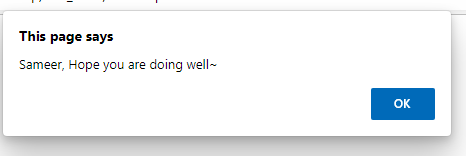 This page says
Sameer, Hope you are doing well~
OK